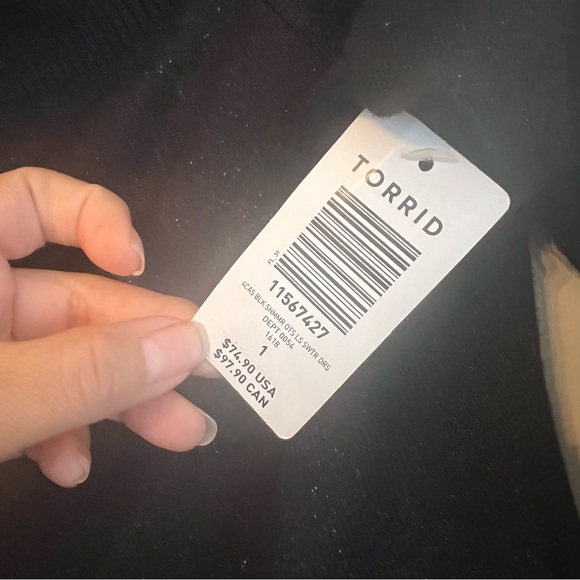 TORRID
11567427
4CAS BLK SHMMR OTS LS SWTR DRS
DEPT 0054
1618
1
$74.90 USA
$97.90 CAN